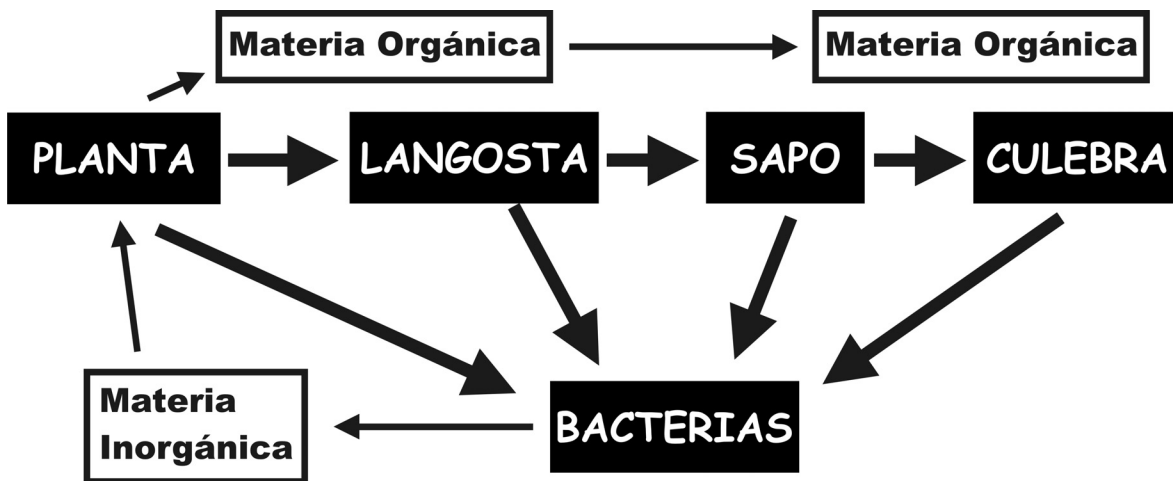 Materia Orgánica
Materia Orgánica
PLANTA
LANGOSTA
SAPO
CULEBRA
Materia
Inorgánica
BACTERIAS